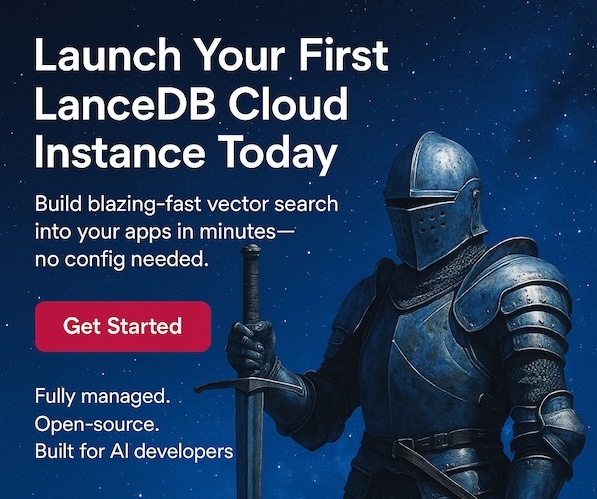 Launch Your First
LanceDB Cloud
Instance Today
Build blazing-fast vector search
into your apps in minutes—
no config needed.
Get Started
Fully managed.
Open-source.
Built for AI developers